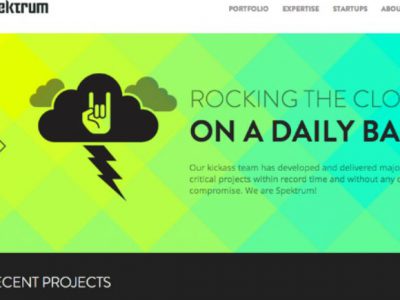 pektrum
PORTFOLIO EXPERTISE STARTUPS ABOU
ROCKING THE CLO
ON A DAILY BA
Our kickass team has developed and delivered majo
critical projects within record time and without any c
compromise. We are Spektrum!
ECENT PROJECTS